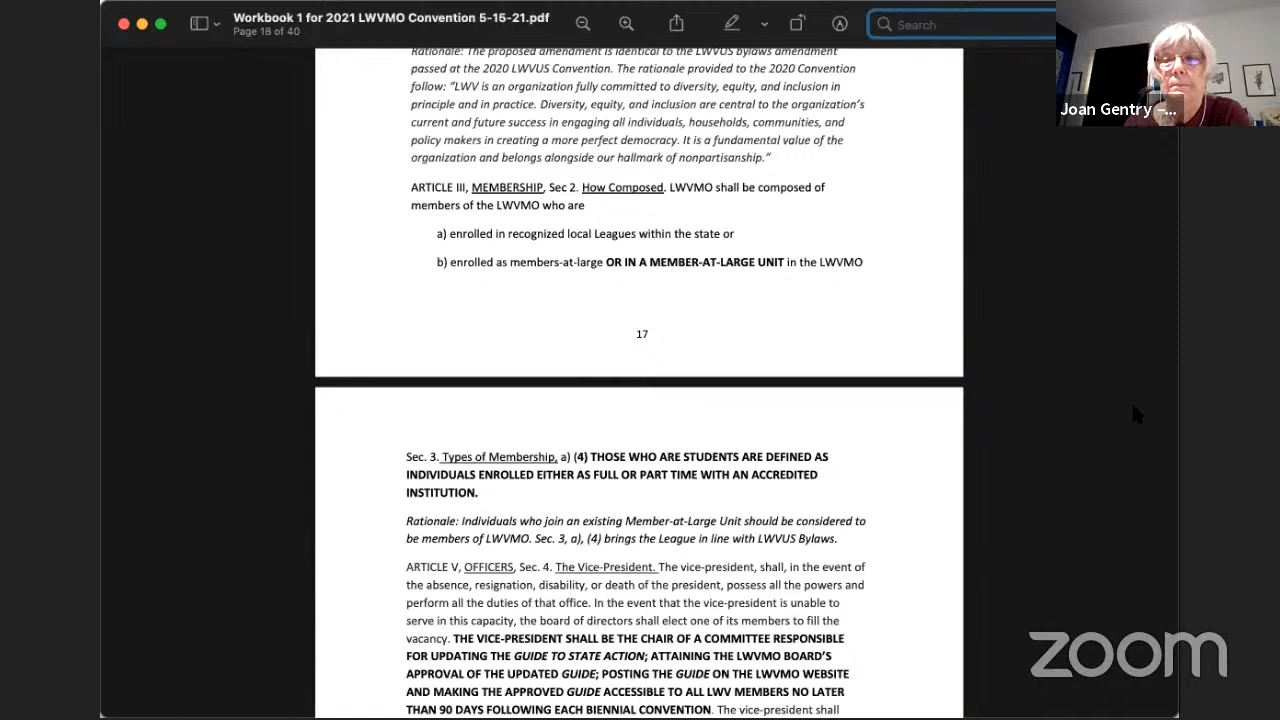 Workbook 1 for 2021 LWVMO Convention 5-15-21.pdf
Page 18 of 40
Search
Joan Gentry –...
Rationale: The proposed amendment is identical to the LWVUS bylaws amendment
passed at the 2020 LWVUS Convention. The rationale provided to the 2020 Convention
follow: “LWV is an organization fully committed to diversity, equity, and inclusion in
principle and in practice. Diversity, equity, and inclusion are central to the organization’s
current and future success in engaging all individuals, households, communities, and
policy makers in creating a more perfect democracy. It is a fundamental value of the
organization and belongs alongside our hallmark of nonpartisanship.”
ARTICLE III, MEMBERSHIP, Sec 2. How Composed. LWVMO shall be composed of
members of the LWVMO who are
a) enrolled in recognized local Leagues within the state or
b) enrolled as members-at-large OR IN A MEMBER-AT-LARGE UNIT in the LWVMO
17
Sec. 3. Types of Membership, a) (4) THOSE WHO ARE STUDENTS ARE DEFINED AS
INDIVIDUALS ENROLLED EITHER AS FULL OR PART TIME WITH AN ACCREDITED
INSTITUTION.
Rationale: Individuals who join an existing Member-at-Large Unit should be considered to
be members of LWVMO. Sec. 3, a), (4) brings the League in line with LWVUS Bylaws.
ARTICLE V, OFFICERS, Sec. 4. The Vice-President. The vice-president, shall, in the event of
the absence, resignation, disability, or death of the president, possess all the powers and
perform all the duties of that office. In the event that the vice-president is unable to
serve in this capacity, the board of directors shall elect one of its members to fill the
vacancy. THE VICE-PRESIDENT SHALL BE THE CHAIR OF A COMMITTEE RESPONSIBLE
FOR UPDATING THE GUIDE TO STATE ACTION; ATTAINING THE LWVMO BOARD’S
APPROVAL OF THE UPDATED GUIDE; POSTING THE GUIDE ON THE LWVMO WEBSITE
AND MAKING THE APPROVED GUIDE ACCESSIBLE TO ALL LWV MEMBERS NO LATER
THAN 90 DAYS FOLLOWING EACH BIENNIAL CONVENTION. The vice-president shall
zoom